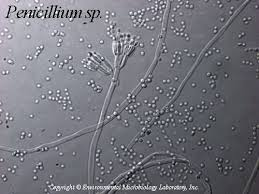 Penicillium sp.
Copyright © Environmental Microbiology Laboratory, Inc.